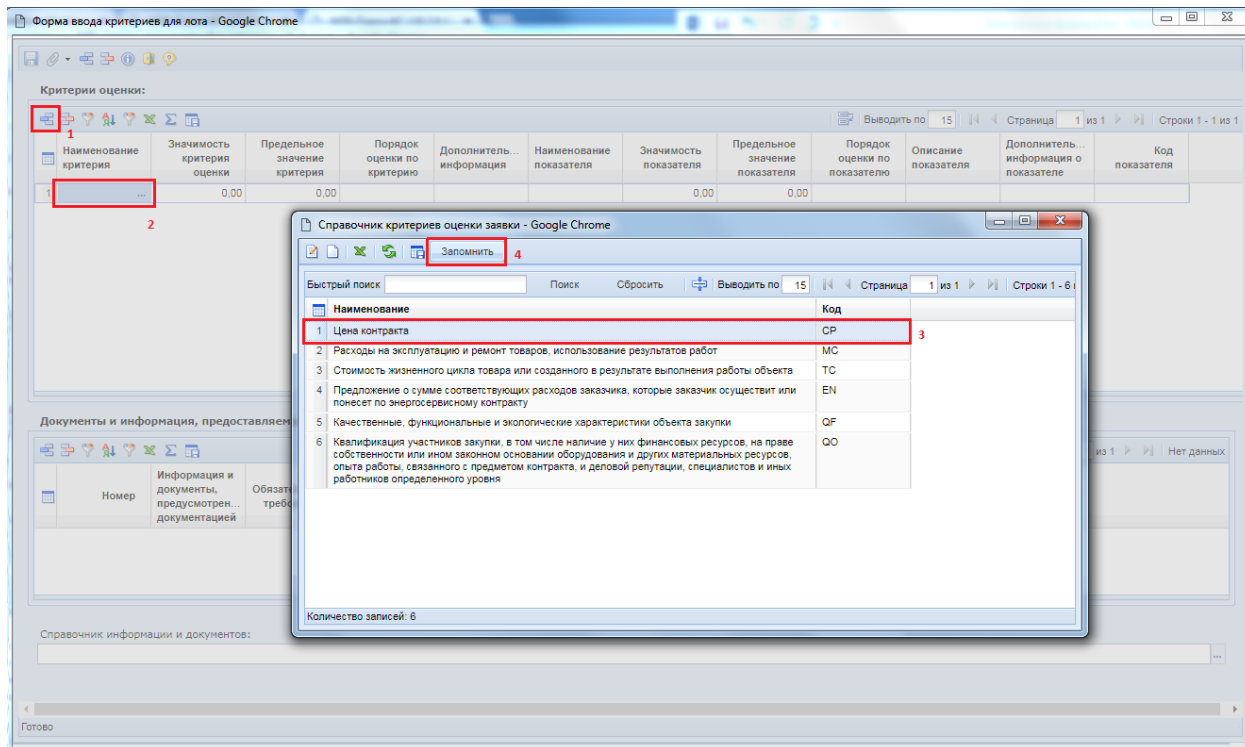 Форма ввода критериев для лота - Google Chrome
Критерии оценки:
1
Выводить по 15 Страница 1 из 1 Строки 1 - 1 из 1
Наименование
критерия
Значимость
критерия
оценки
Предельное
значение
критерия
Порядок
оценки по
критерию
Дополнитель...
информация
Наименование
показателя
Значимость
показателя
Предельное
значение
показателя
Порядок
оценки по
показателю
Описание
показателя
Дополнитель...
информация о
показателе
Код
показателя
1 ... 0,00 0,00 0,00 0,00
2
Справочник критериев оценки заявки - Google Chrome
Запомнить 4
Быстрый поиск Поиск Сбросить Выводить по 15 Страница 1 из 1 Строки 1 - 6
Наименование Код
1 Цена контракта CP 3
2 Расходы на эксплуатацию и ремонт товаров, использование результатов работ MC
3 Стоимость жизненного цикла товара или созданного в результате выполнения работы объекта TC
4 Предложение о сумме соответствующих расходов заказчика, которые заказчик осуществит или EN
понесет по энергосервисному контракту
5 Качественные, функциональные и экологические характеристики объекта закупки QF
6 Квалификация участников закупки, в том числе наличие у них финансовых ресурсов, на праве QO
собственности или ином законном основании оборудования и других материальных ресурсов,
опыта работы, связанного с предметом контракта, и деловой репутации, специалистов и иных
работников определенного уровня
Количество записей: 6
Документы и информация, предоставляем
из 1 Нет данных
Номер
Информация и
документы,
предусмотрен...
документацией
Обязате
требо
Справочник информации и документов:
...
Готово